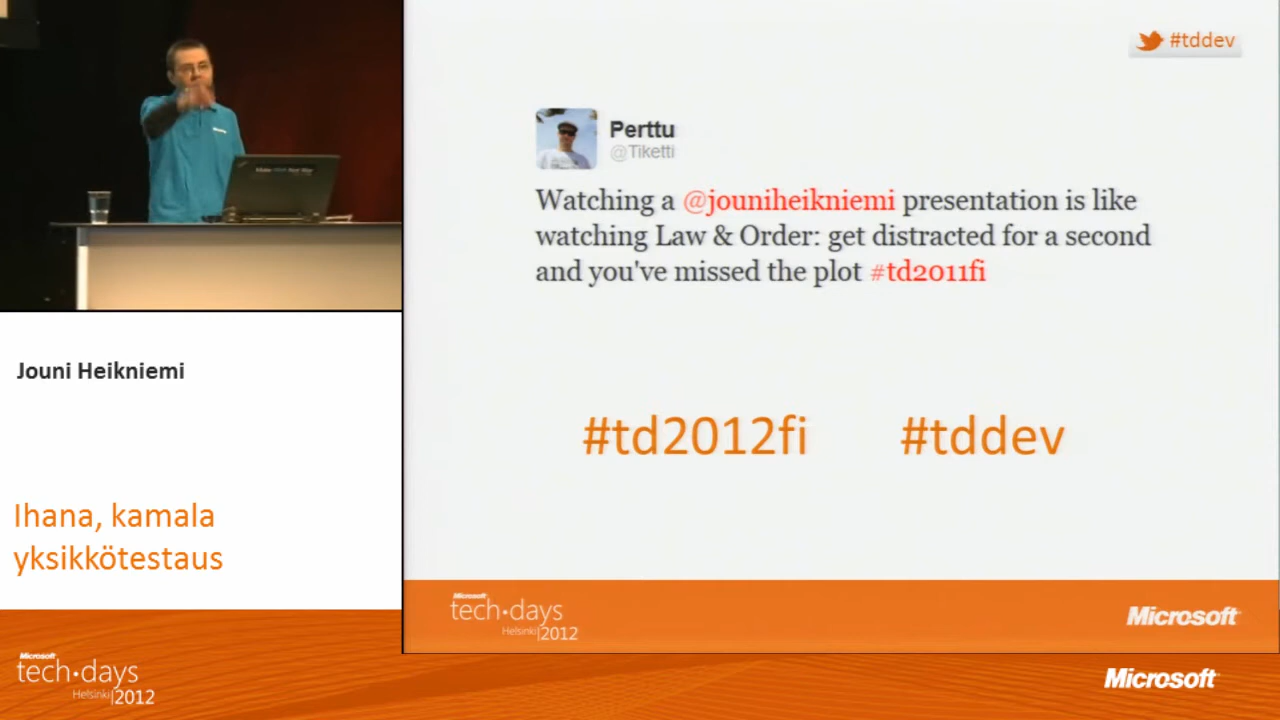 #tddev
Perttu
@Tiketti
Watching a @jouniheikniemi presentation is like
watching Law & Order: get distracted for a second
and you've missed the plot #td2011fi
#td2012fi #tddev
Microsoft
tech·days
Helsinki|2012
Microsoft
Jouni Heikniemi
Ihana, kamala
yksikkötestaus
Microsoft
tech·days
Helsinki|2012
Microsoft